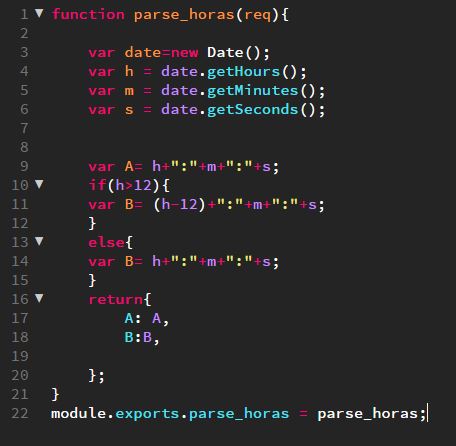 1 ▼ function parse_horas(req){
2
3 var date=new Date();
4 var h = date.getHours();
5 var m = date.getMinutes();
6 var s = date.getSeconds();
7
8
9 var A= h+":"+m+":"+s;
10 ▼ if(h>12){
11 var B= (h-12)+":"+m+":"+s;
12 }
13 ▼ else{
14 var B= h+":"+m+":"+s;
15 }
16 ▼ return{
17 A: A,
18 B:B,
19
20 };
21 }
22 module.exports.parse_horas = parse_horas;